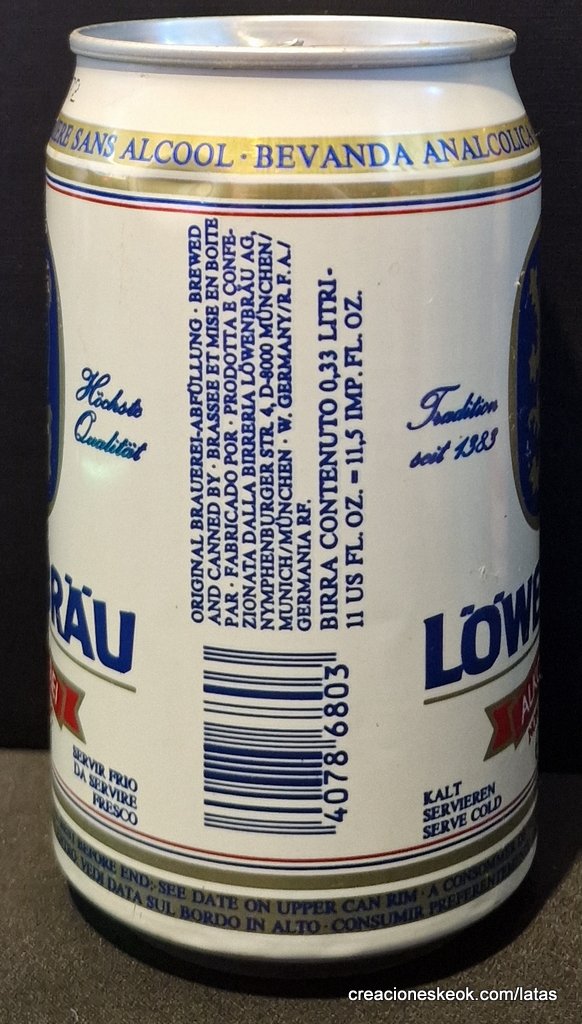 SANS ALCOOL · BEVANDA ANALCOLICA
Höchste
Qualität
ORIGINAL BRAUEREI-ABFÜLLUNG · BREWED
AND CANNED BY · BRASSEE ET MISE EN BOITE
PAR · FABRICADO POR · PRODOTTA E CONFE-
ZIONATA DALLA BIRRERIA LÖWENBRÄU AG,
NYMPHENBURGER STR. 4, D-8000 MÜNCHEN/
MUNICH/MÜNCHEN · W. GERMANY/R. F. A./
GERMANIA RF.
BIRRA CONTENUTO 0,33 LITRI-
11 US FL. OZ. = 11,5 IMP. FL. OZ.
Tradition
seit 1383
RÄU
LÖWE
4078 6803
SERVIR FRIO
DA SERVIRE
FRESCO
KALT
SERVIEREN
SERVE COLD
BEFORE END: SEE DATE ON UPPER CAN RIM · A CONSOMMER
VEDI DATA SUL BORDO IN ALTO · CONSUMIR PREFERENTEMENTE
creacioneskeok.com/latas